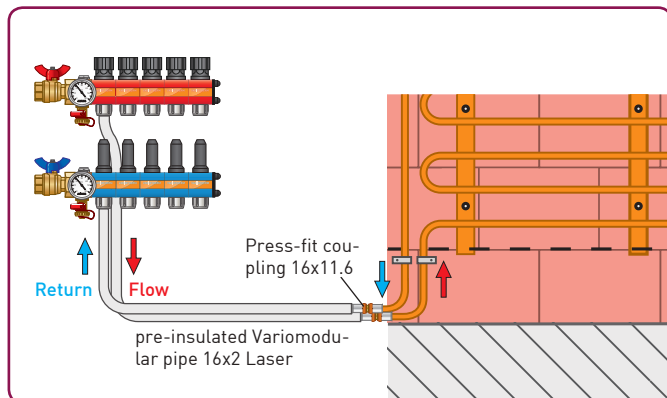 Press-fit cou-
pling 16x11.6
Return
Flow
pre-insulated Variomodu-
lar pipe 16x2 Laser